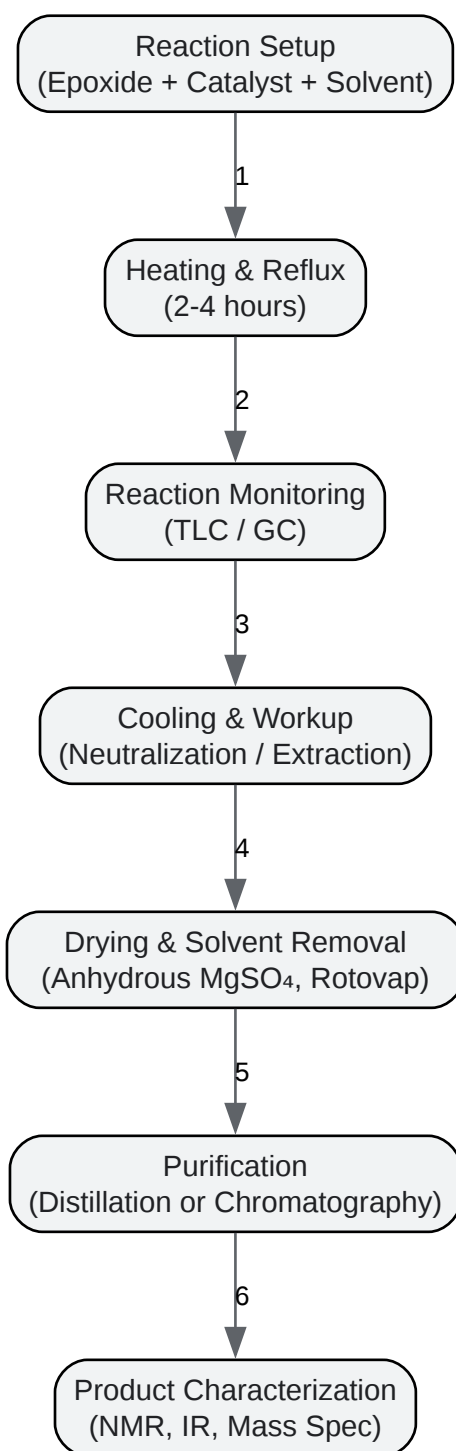 Reaction Setup
(Epoxide + Catalyst + Solvent)
1
Heating & Reflux
(2-4 hours)
2
Reaction Monitoring
(TLC / GC)
3
Cooling & Workup
(Neutralization / Extraction)
4
Drying & Solvent Removal
(Anhydrous MgSO₄, Rotovap)
5
Purification
(Distillation or Chromatography)
6
Product Characterization
(NMR, IR, Mass Spec)